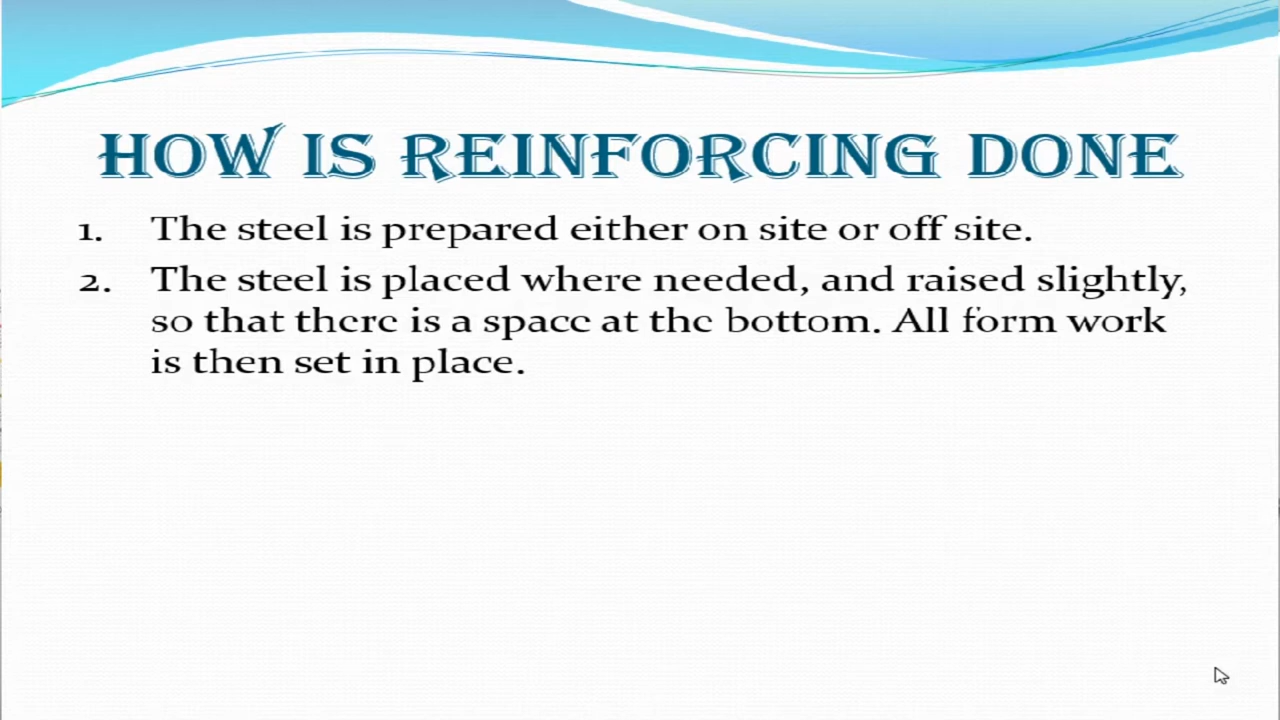 HOW IS REINFORCING DONE
1. The steel is prepared either on site or off site.
2. The steel is placed where needed, and raised slightly,
so that there is a space at the bottom. All form work
is then set in place.